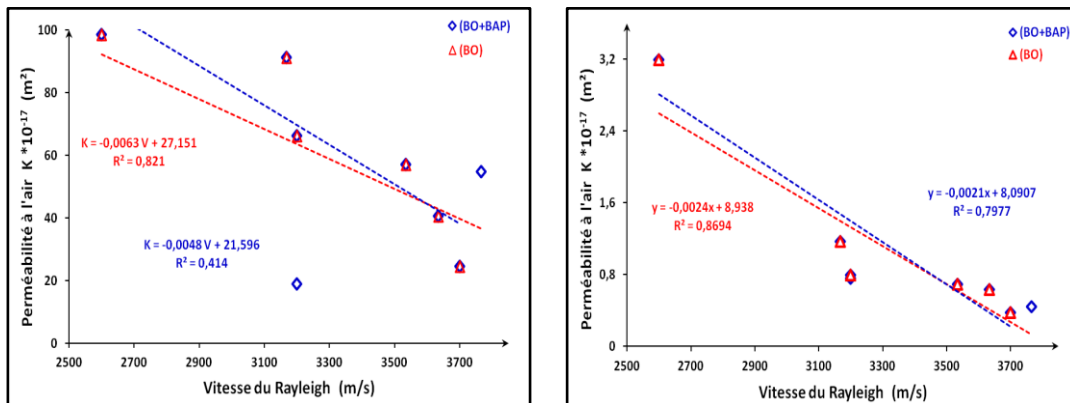 Perméabilité à l'air K *10⁻¹⁷ (m²)
100
80
60
40
20
0
2500 2700 2900 3100 3300 3500 3700
Vitesse du Rayleigh (m/s)
(BO+BAP)
(BO)
K = -0,0063 V + 27,151
R² = 0,821
K = -0,0048 V + 21,596
R² = 0,414
Perméabilité à l'air K *10⁻¹⁷ (m²)
3,2
2,4
1,6
0,8
0
2500 2700 2900 3100 3300 3500 3700
Vitesse du Rayleigh (m/s)
(BO+BAP)
(BO)
y = -0,0021x + 8,0907
R² = 0,7977
y = -0,0024x + 8,938
R² = 0,8694